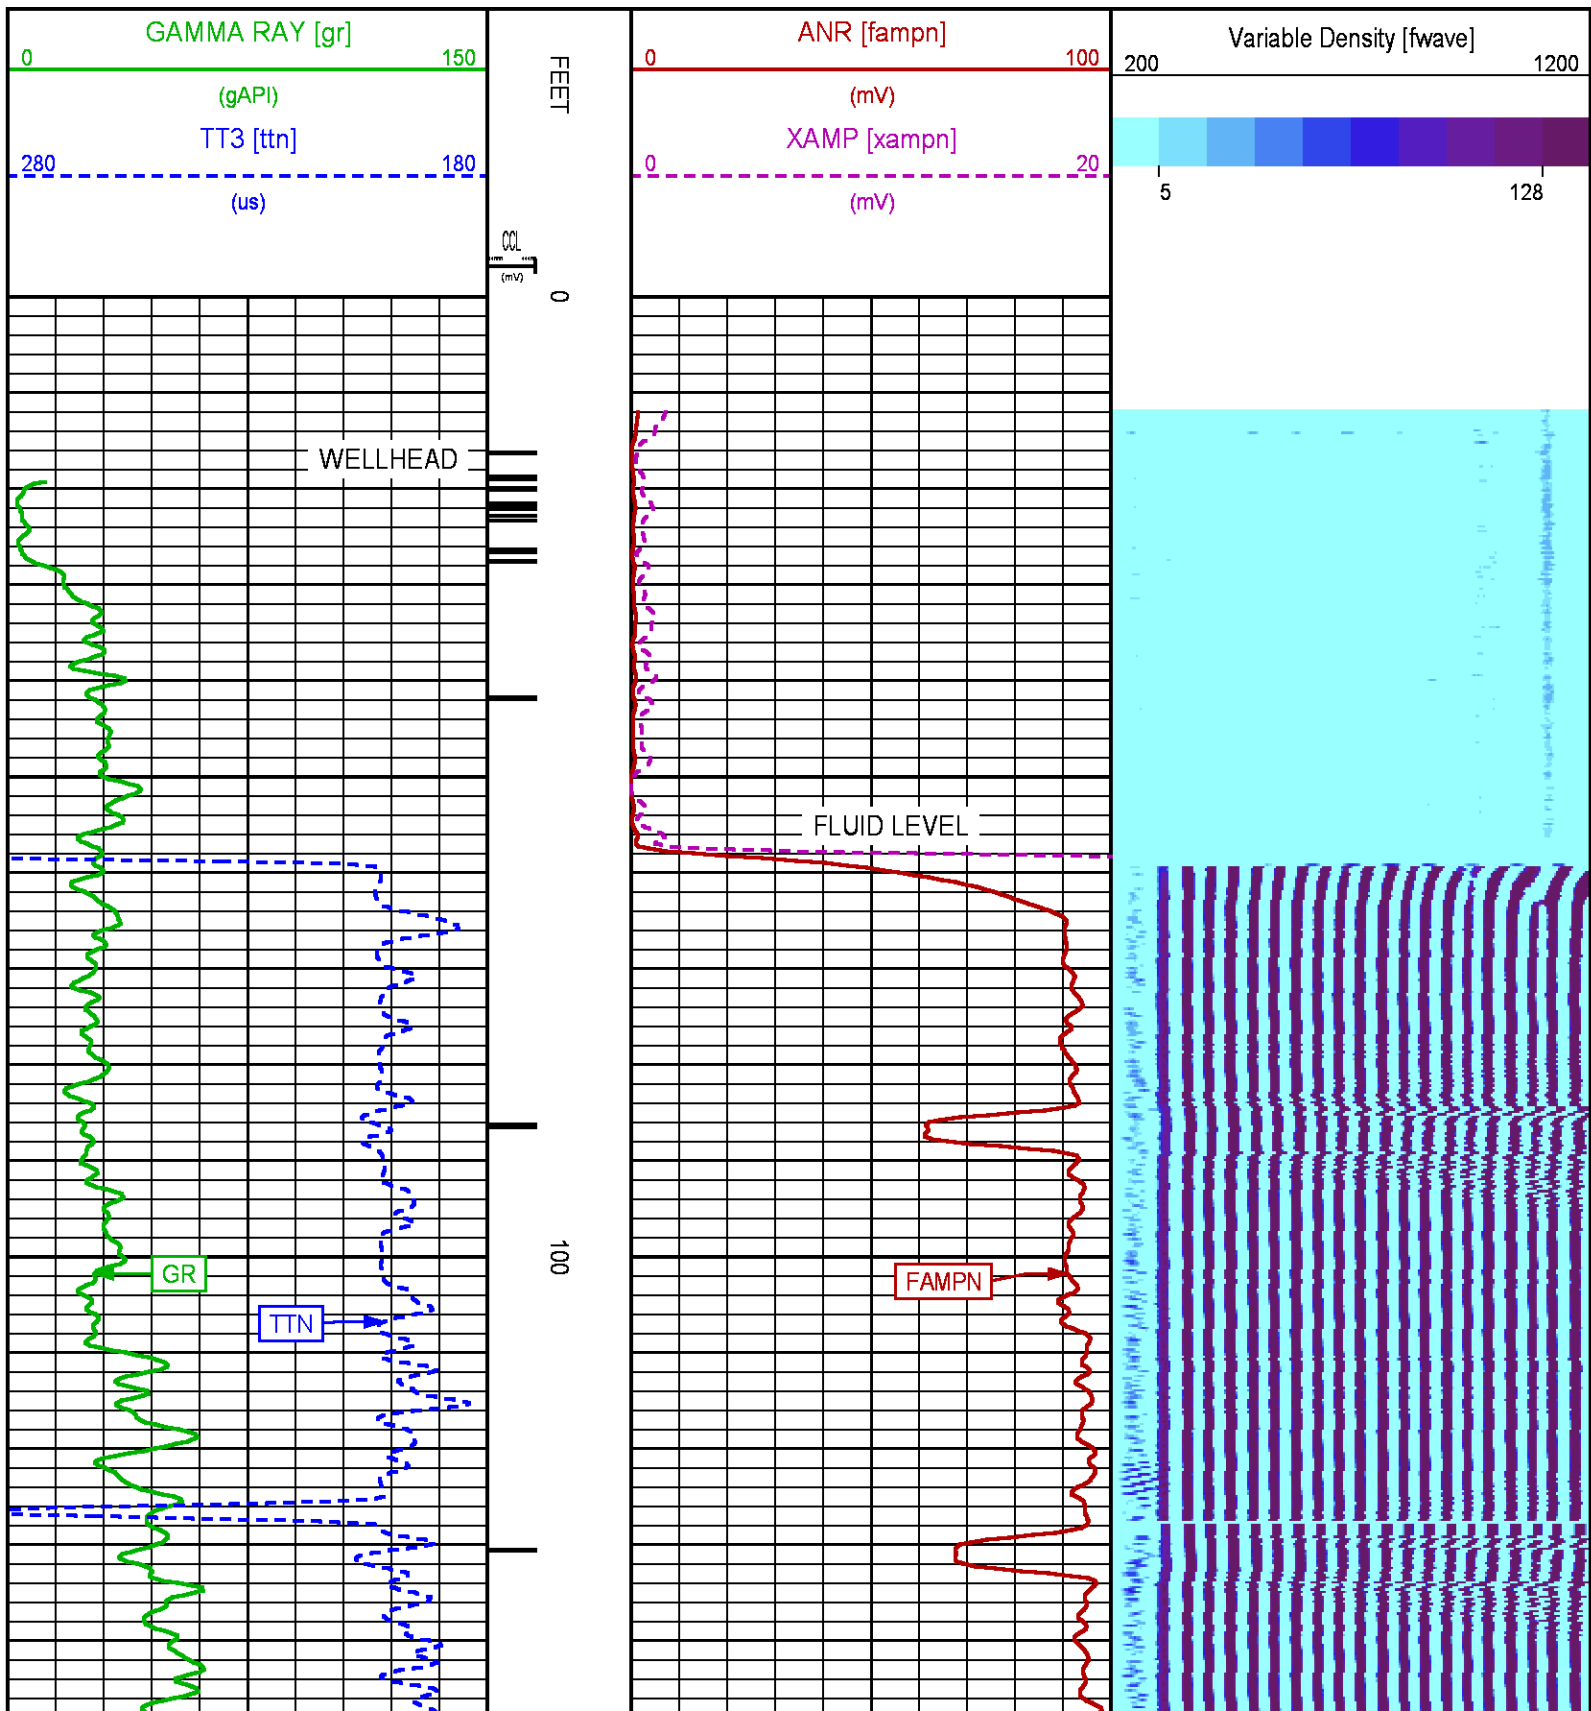 GAMMA RAY [gr]
0 150
(gAPI)
TT3 [ttn]
280 180
(us)
CCL
(mV)
FEET
0
100
ANR [fampn]
0 100
(mV)
XAMP [xampn]
0 20
(mV)
Variable Density [fwave]
200 1200
5 128
WELLHEAD
FLUID LEVEL
GR
TTN
FAMPN